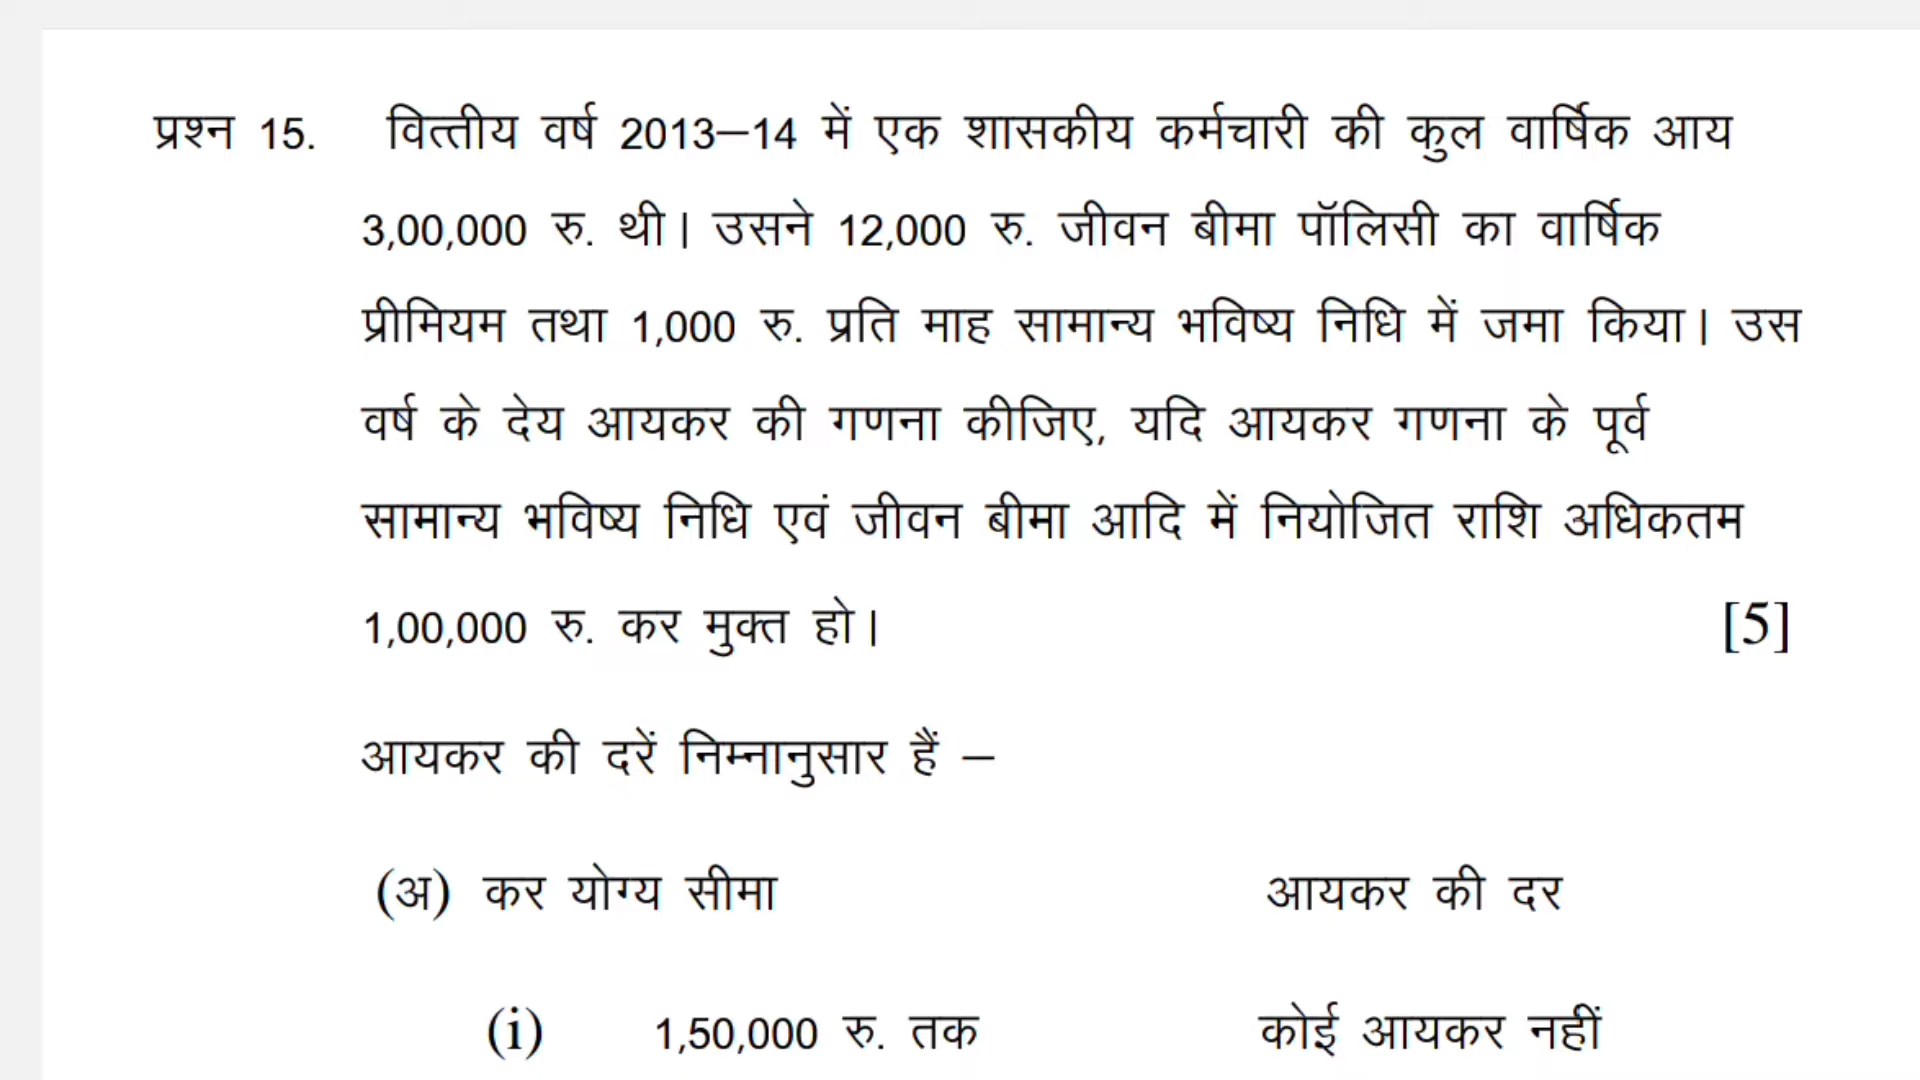 प्रश्न 15. वित्तीय वर्ष 2013–14 में एक शासकीय कर्मचारी की कुल वार्षिक आय
3,00,000 रु. थी। उसने 12,000 रु. जीवन बीमा पॉलिसी का वार्षिक
प्रीमियम तथा 1,000 रु. प्रति माह सामान्य भविष्य निधि में जमा किया। उस
वर्ष के देय आयकर की गणना कीजिए, यदि आयकर गणना के पूर्व
सामान्य भविष्य निधि एवं जीवन बीमा आदि में नियोजित राशि अधिकतम
1,00,000 रु. कर मुक्त हो। [5]
आयकर की दरें निम्नानुसार हैं –
(अ) कर योग्य सीमा आयकर की दर
(i) 1,50,000 रु. तक कोई आयकर नहीं